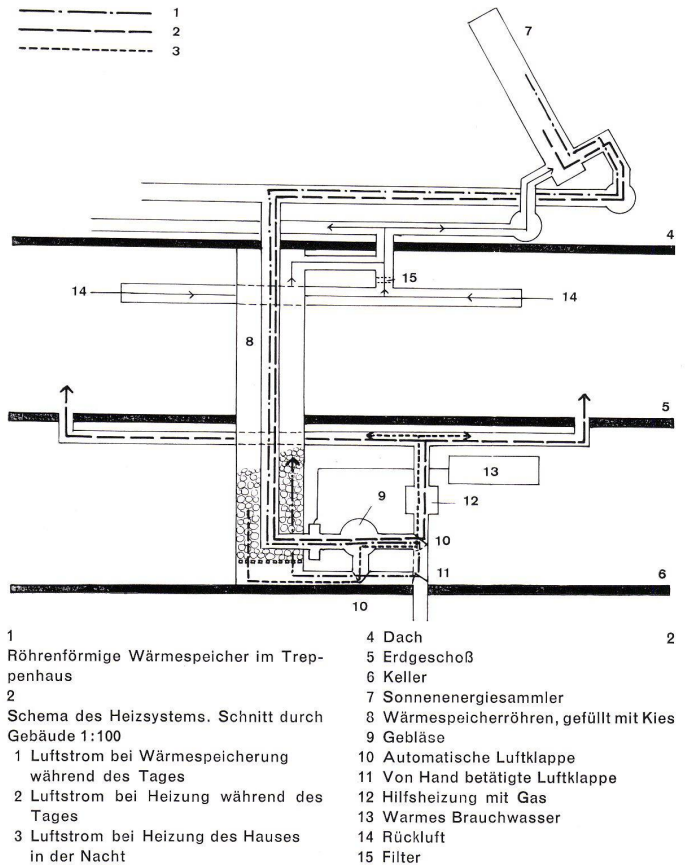 1
2
3
7
4
15
14
14
8
5
13
9
12
10
11
6
10
1
Röhrenförmige Wärmespeicher im Trep-
penhaus
2
Schema des Heizsystems. Schnitt durch
Gebäude 1:100
1 Luftstrom bei Wärmespeicherung
während des Tages
2 Luftstrom bei Heizung während des
Tages
3 Luftstrom bei Heizung des Hauses
in der Nacht
4 Dach
2
5 Erdgeschoß
6 Keller
7 Sonnenenergiesammler
8 Wärmespeicherröhren, gefüllt mit Kies
9 Gebläse
10 Automatische Luftklappe
11 Von Hand betätigte Luftklappe
12 Hilfsheizung mit Gas
13 Warmes Brauchwasser
14 Rückluft
15 Filter